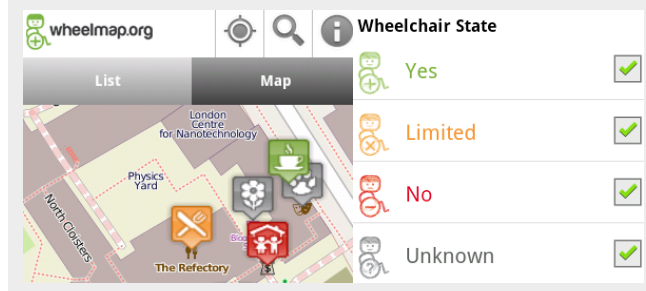 wheelmap.org
List
Map
London
Centre
for Nanotechnology
Physics
Yard
North Cloisters
The Refectory
Wheelchair State
Yes
Limited
No
Unknown